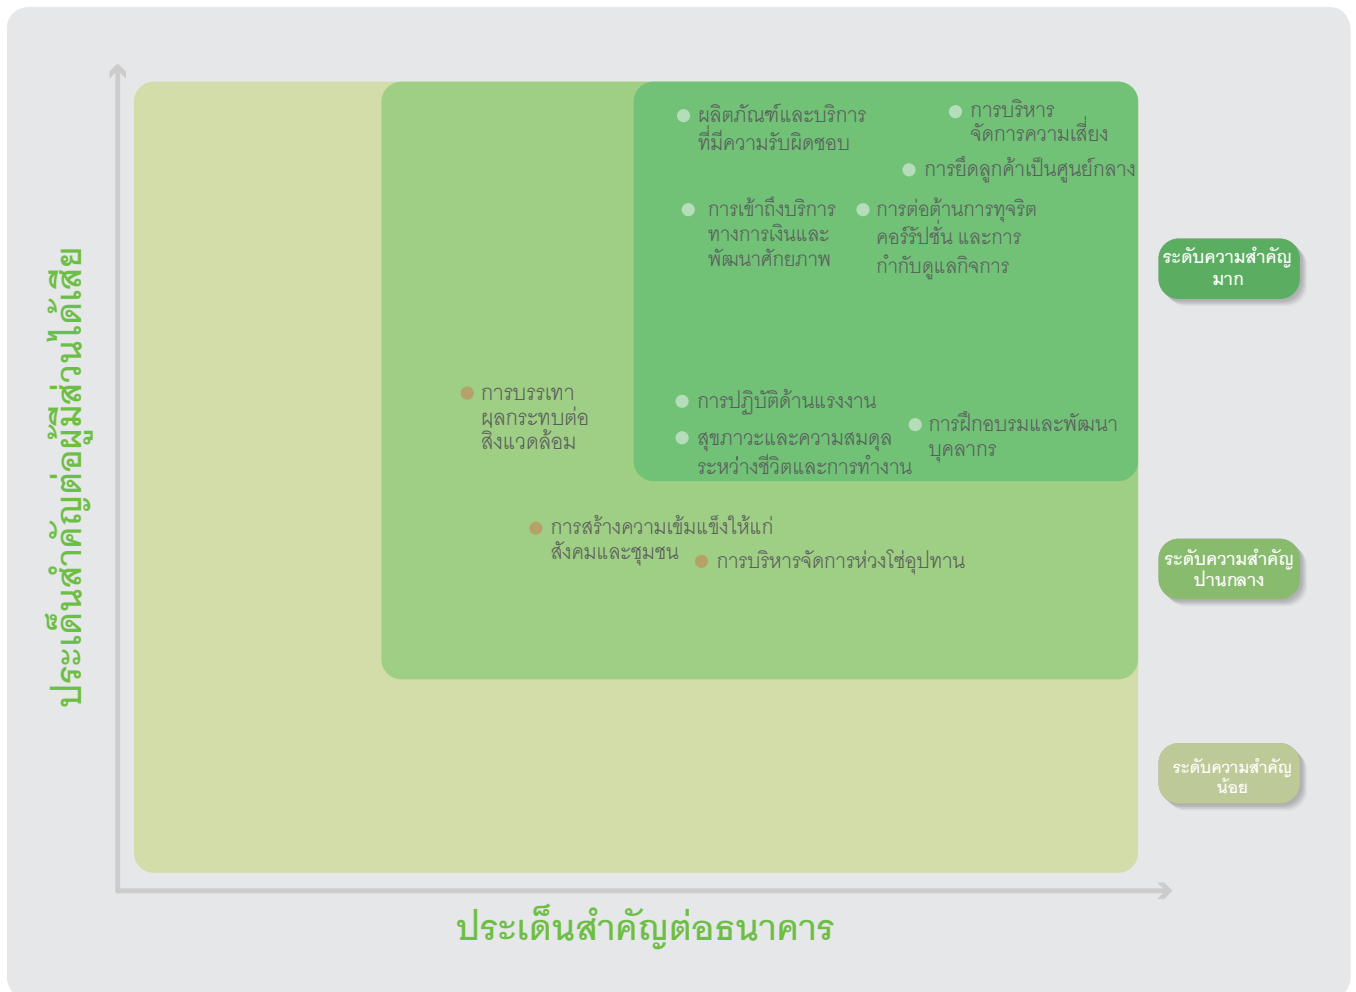 ประเด็นสำคัญต่อผู้มีส่วนได้เสีย
ผลิตภัณฑ์และบริการ
ที่มีความรับผิดชอบ
การบริหาร
จัดการความเสี่ยง
การยึดลูกค้าเป็นศูนย์กลาง
การเข้าถึงบริการ
ทางการเงินและ
พัฒนาศักยภาพ
การต่อต้านการทุจริต
คอร์รัปชั่น และการ
กำกับดูแลกิจการ
ระดับความสำคัญ
มาก
การบรรเทา
ผลกระทบต่อ
สิ่งแวดล้อม
การปฏิบัติด้านแรงงาน
สุขภาวะและความสมดุล
ระหว่างชีวิตและการทำงาน
การฝึกอบรมและพัฒนา
บุคลากร
การสร้างความเข้มแข็งให้แก่
สังคมและชุมชน
การบริหารจัดการห่วงโซ่อุปทาน
ระดับความสำคัญ
ปานกลาง
ระดับความสำคัญ
น้อย
ประเด็นสำคัญต่อธนาคาร